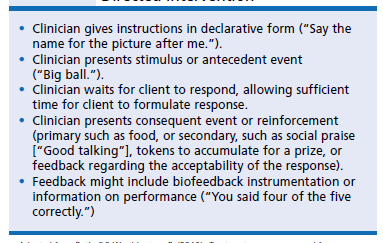 Directed Intervention
• Clinician gives instructions in declarative form (“Say the
name for the picture after me.”).
• Clinician presents stimulus or antecedent event
(“Big ball.”).
• Clinician waits for client to respond, allowing sufficient
time for client to formulate response.
• Clinician presents consequent event or reinforcement
(primary such as food, or secondary, such as social praise
[“Good talking”], tokens to accumulate for a prize, or
feedback regarding the acceptability of the response).
• Feedback might include biofeedback instrumentation or
information on performance (“You said four of the five
correctly.”)